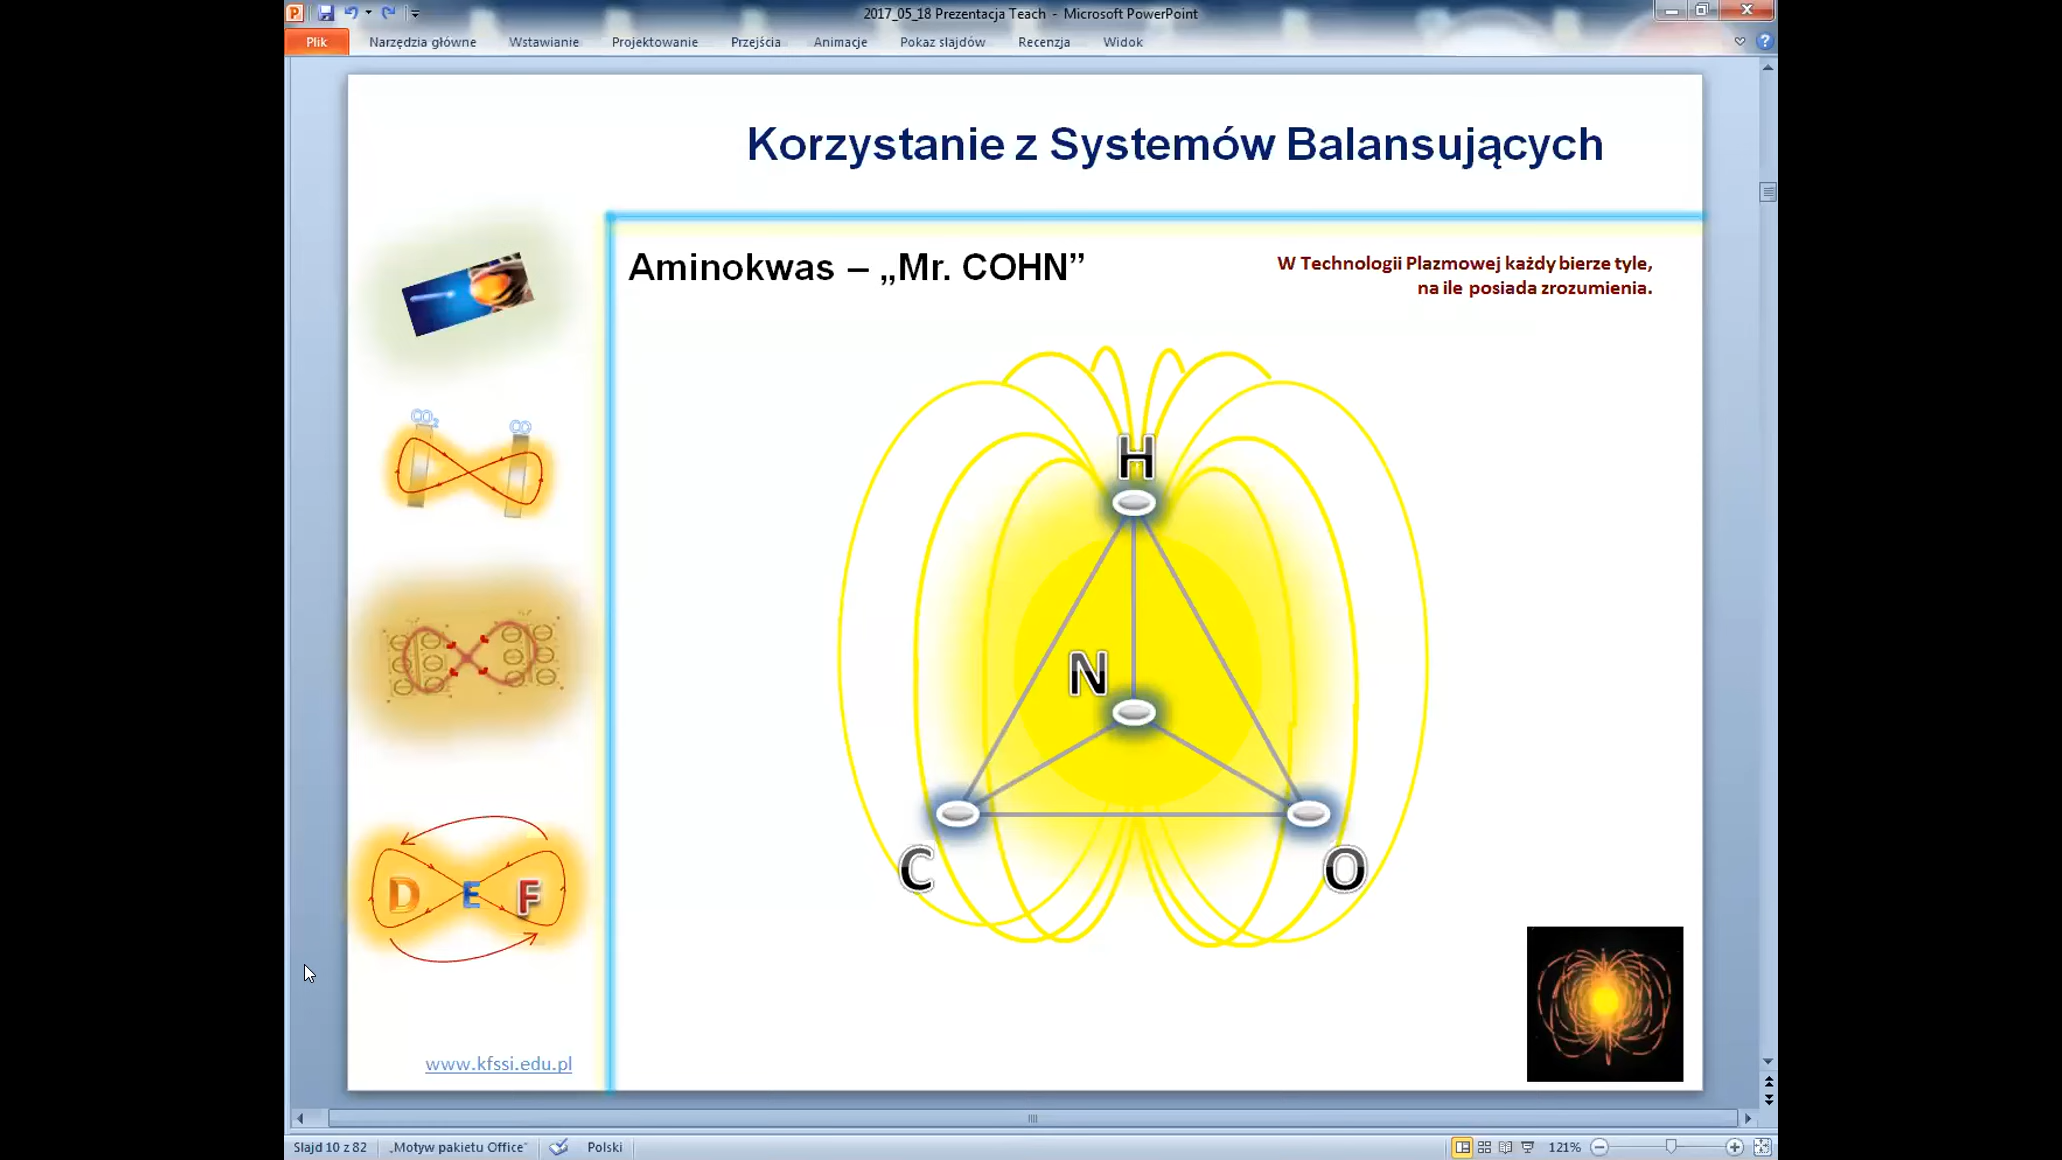 2017_05_18 Prezentacja Teach - Microsoft PowerPoint
Plik Narzędzia główne Wstawianie Projektowanie Przejścia Animacje Pokaz slajdów Recenzja Widok
Korzystanie z Systemów Balansujących
Aminokwas – „Mr. COHN”
W Technologii Plazmowej każdy bierze tyle,
na ile posiada zrozumienia.
CO2
CO
H
N
C
O
D E F
www.kfssi.edu.pl
Slajd 10 z 82 „Motyw pakietu Office” Polski 121%